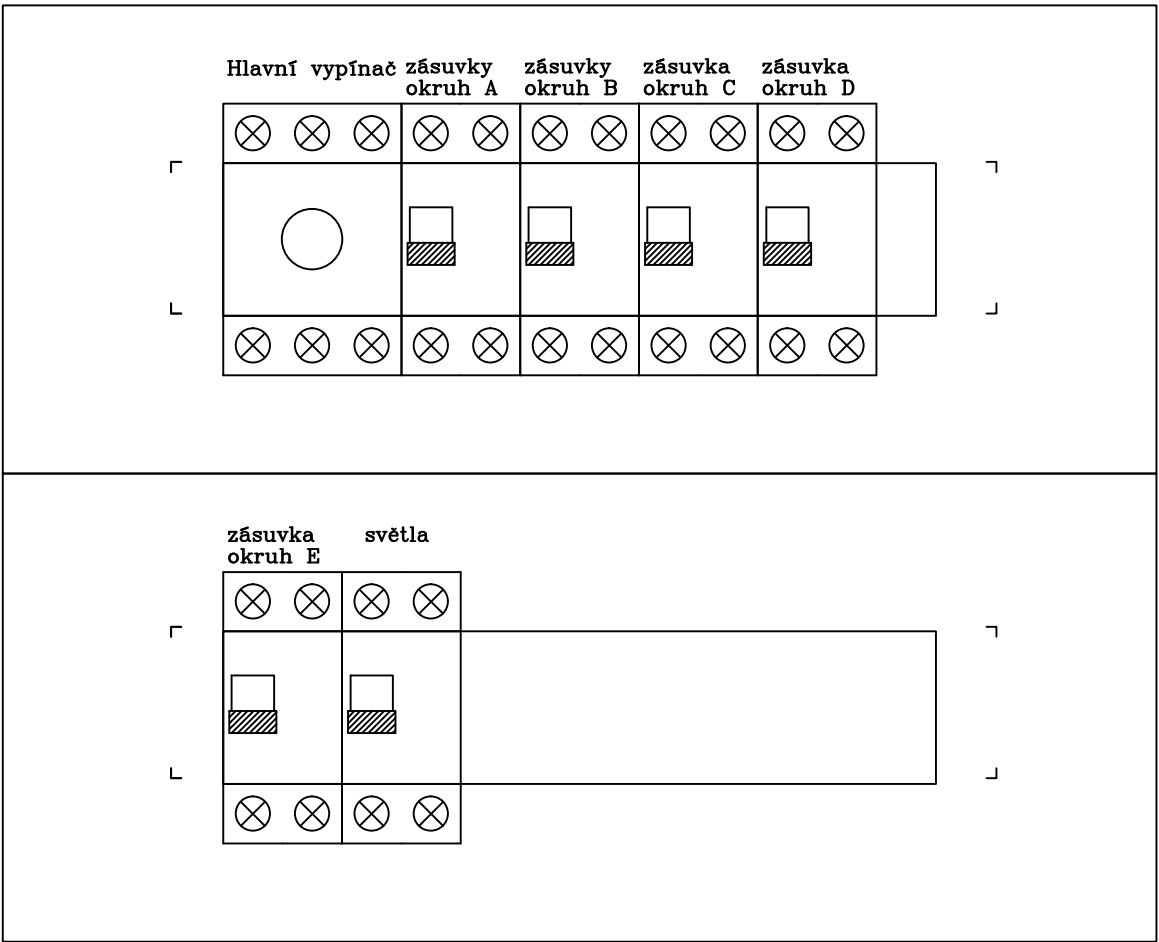 Hlavní vypínač
zásuvky
okruh A
zásuvky
okruh B
zásuvka
okruh C
zásuvka
okruh D
zásuvka
okruh E
světla